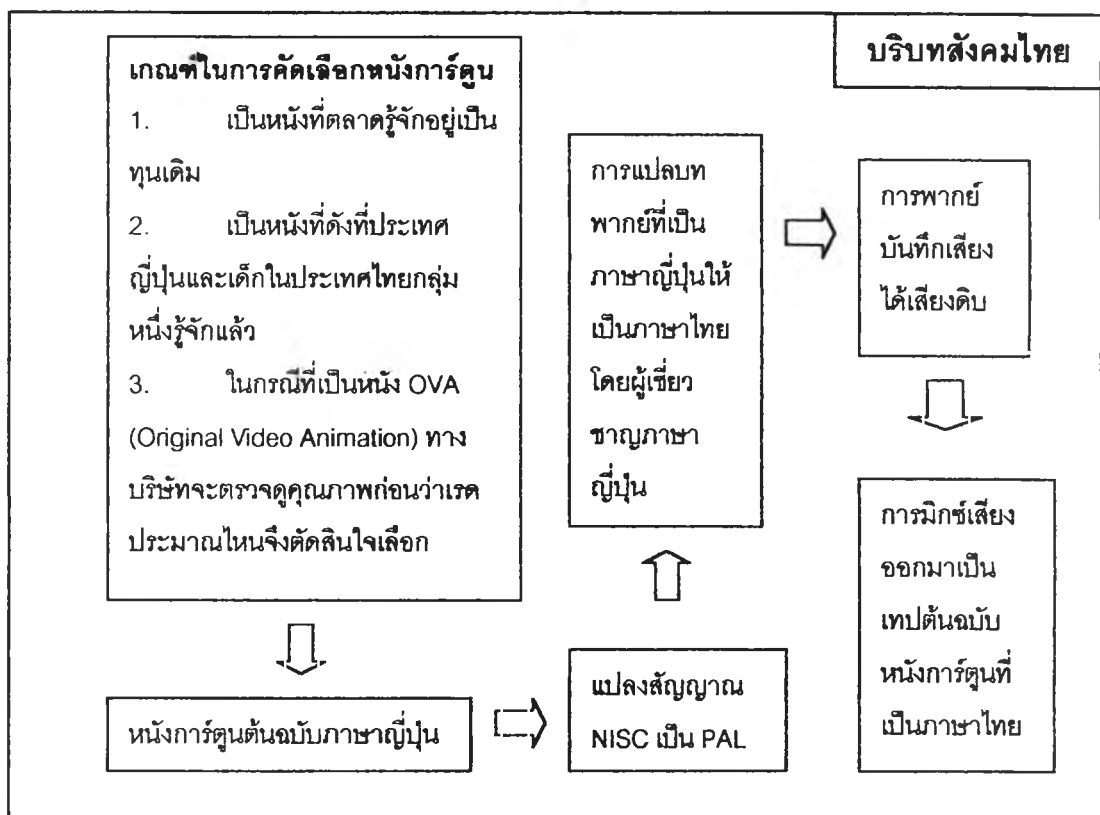 บริบทสังคมไทย
เกณฑ์ในการคัดเลือกหนังการ์ตูน
1. เป็นหนังที่ตลาดรู้จักอยู่เป็น
ทุนเดิม
2. เป็นหนังที่ดังที่ประเทศ
ญี่ปุ่นและเด็กในประเทศไทยกลุ่ม
หนึ่งรู้จักแล้ว
3. ในกรณีที่เป็นหนัง OVA
(Original Video Animation) ทาง
บริษัทจะตรวจดูคุณภาพก่อนว่าเรด
ประมาณไหนจึงตัดสินใจเลือก
หนังการ์ตูนต้นฉบับภาษาญี่ปุ่น
แปลงสัญญาณ
NISC เป็น PAL
การแปลบท
พากย์ที่เป็น
ภาษาญี่ปุ่นให้
เป็นภาษาไทย
โดยผู้เชี่ยว
ชาญภาษา
ญี่ปุ่น
การพากย์
บันทึกเสียง
ได้เสียงดิบ
การมิกซ์เสียง
ออกมาเป็น
เทปต้นฉบับ
หนังการ์ตูนที่
เป็นภาษาไทย